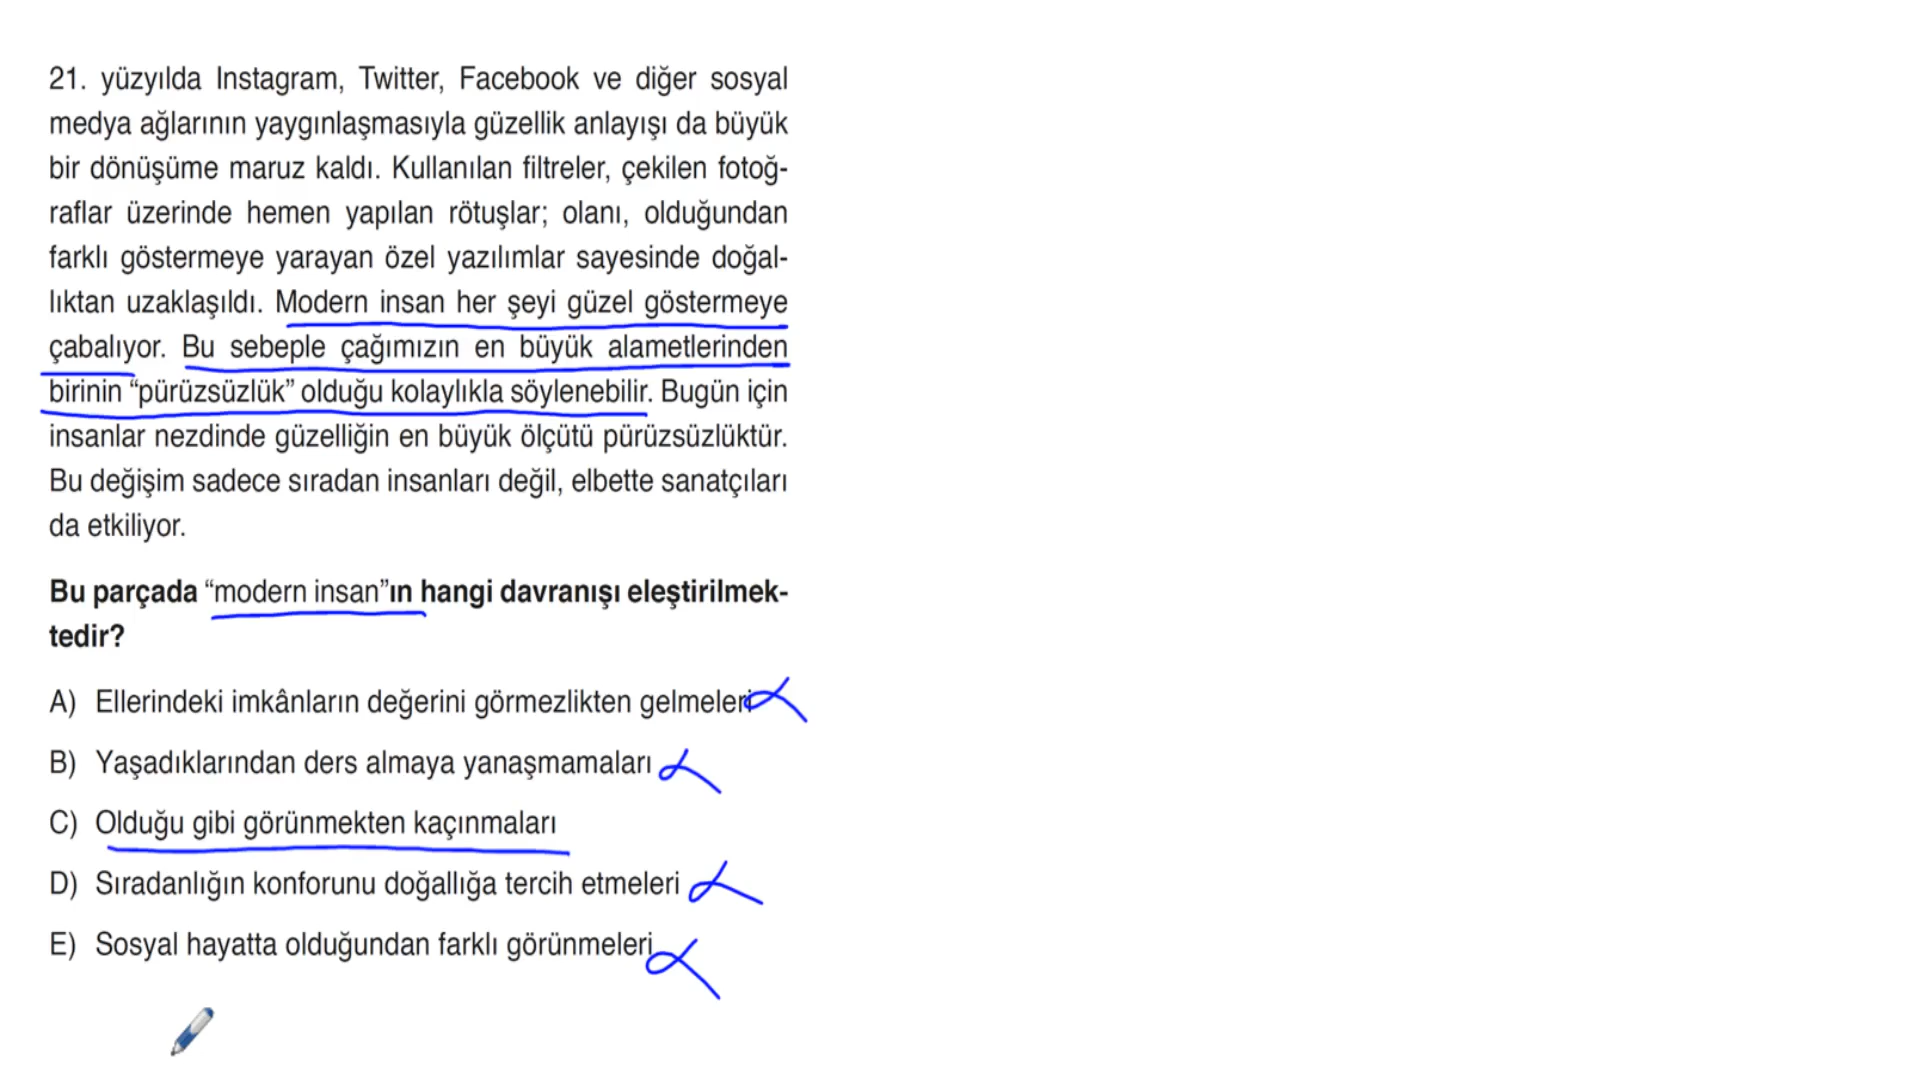 21. yüzyılda Instagram, Twitter, Facebook ve diğer sosyal
medya ağlarının yaygınlaşmasıyla güzellik anlayışı da büyük
bir dönüşüme maruz kaldı. Kullanılan filtreler, çekilen fotoğ-
raflar üzerinde hemen yapılan rötuşlar; olanı, olduğundan
farklı göstermeye yarayan özel yazılımlar sayesinde doğal-
lıktan uzaklaşıldı. Modern insan her şeyi güzel göstermeye
çabalıyor. Bu sebeple çağımızın en büyük alametlerinden
birinin “pürüzsüzlük” olduğu kolaylıkla söylenebilir. Bugün için
insanlar nezdinde güzelliğin en büyük ölçütü pürüzsüzlüktür.
Bu değişim sadece sıradan insanları değil, elbette sanatçıları
da etkiliyor.
Bu parçada “modern insan”ın hangi davranışı eleştirilmek-
tedir?
A) Ellerindeki imkânların değerini görmezlikten gelmeleri
B) Yaşadıklarından ders almaya yanaşmamaları
C) Olduğu gibi görünmekten kaçınmaları
D) Sıradanlığın konforunu doğallığa tercih etmeleri
E) Sosyal hayatta olduğundan farklı görünmeleri